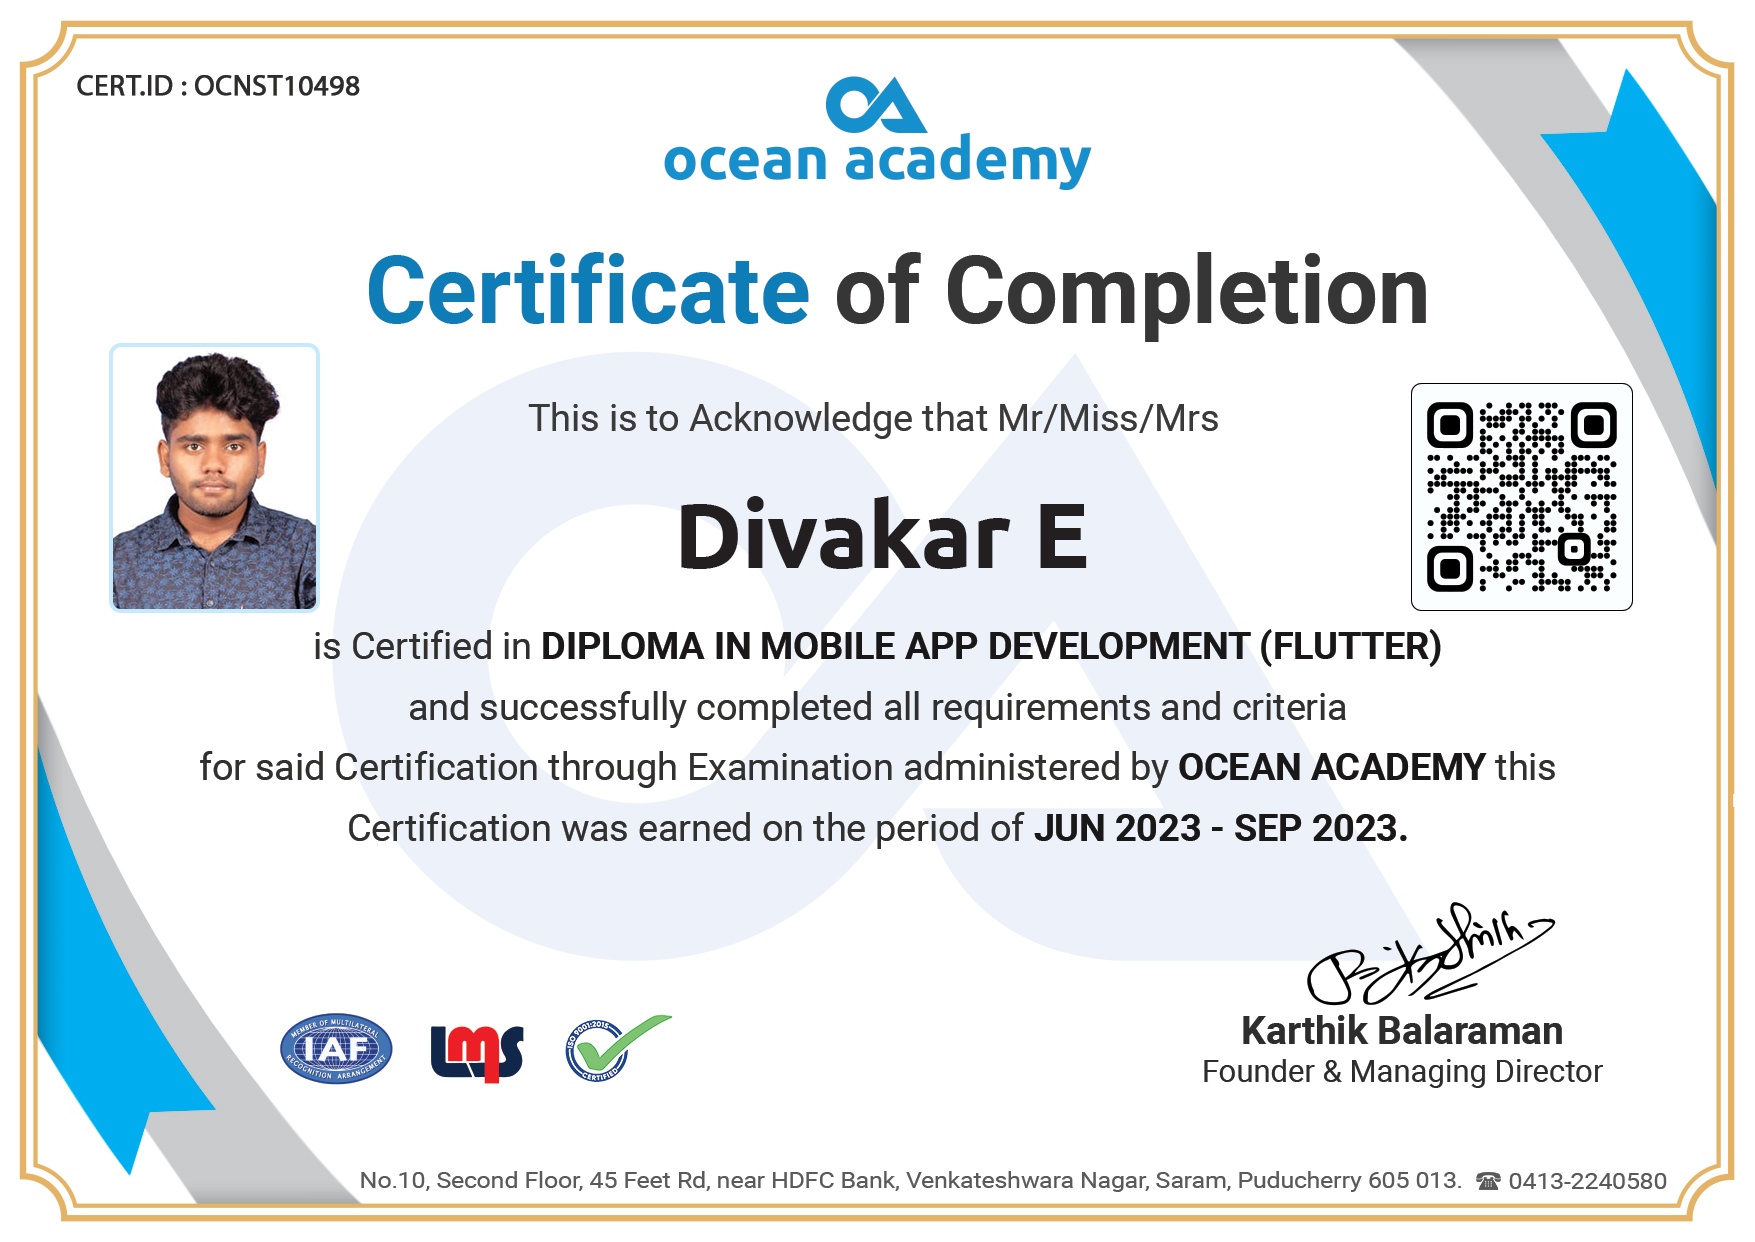 CERT.ID : OCNST10498
ocean academy
Certificate of Completion
This is to Acknowledge that Mr/Miss/Mrs
Divakar E
is Certified in DIPLOMA IN MOBILE APP DEVELOPMENT (FLUTTER)
and successfully completed all requirements and criteria
for said Certification through Examination administered by OCEAN ACADEMY this
Certification was earned on the period of JUN 2023 - SEP 2023.
Karthik Balaraman
Founder & Managing Director
MEMBER OF MULTILATERAL
IAF
RECOGNITION ARRANGEMENT
LMS
ISO 9001:2015
CERTIFIED
No.10, Second Floor, 45 Feet Rd, near HDFC Bank, Venkateshwara Nagar, Saram, Puducherry 605 013. ☎ 0413-2240580